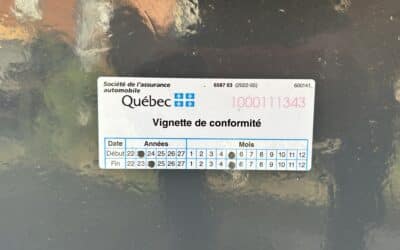 Société de l'assurance
automobile
6087 03 (2022-05)
600141
Québec
1000111343
Vignette de conformité
Date Années Mois
Début 22 24 25 26 27 1 2 3 4 6 7 8 9 10 11 12
Fin 22 23 25 26 27 1 2 3 4 6 7 8 9 10 11 12